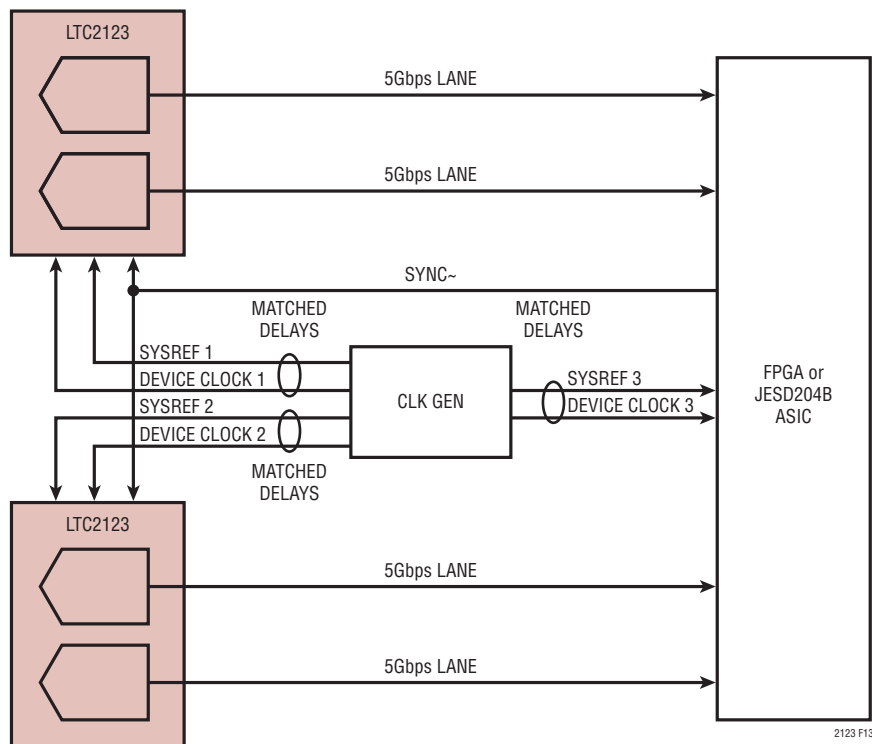 LTC2123
5Gbps LANE
5Gbps LANE
SYNC~
MATCHED
DELAYS
MATCHED
DELAYS
SYSREF 1
DEVICE CLOCK 1
SYSREF 2
DEVICE CLOCK 2
CLK GEN
SYSREF 3
DEVICE CLOCK 3
FPGA or
JESD204B
ASIC
MATCHED
DELAYS
LTC2123
5Gbps LANE
5Gbps LANE
2123 F13